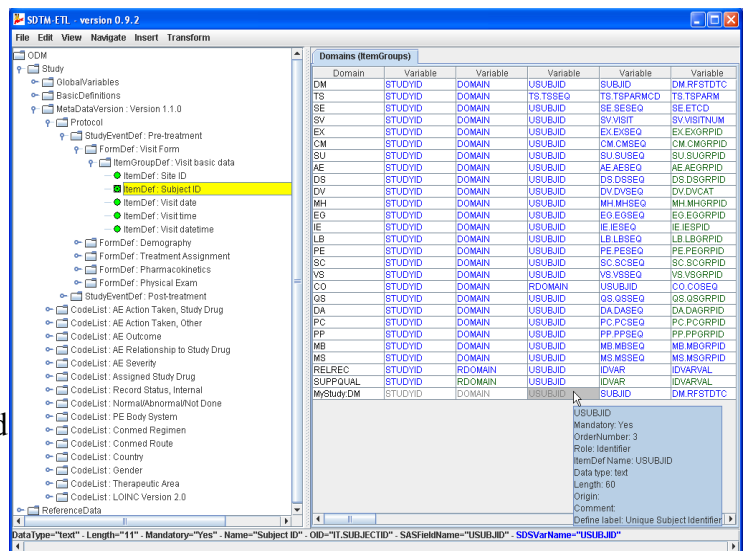 SDTM-ETL - version 0.9.2
File Edit View Navigate Insert Transform
ODM
Study
GlobalVariables
BasicDefinitions
MetaDataVersion : Version 1.1.0
Protocol
StudyEventDef : Pre-treatment
FormDef : Visit Form
ItemGroupDef : Visit basic data
ItemDef : Site ID
ItemDef : Subject ID
ItemDef : Visit date
ItemDef : Visit time
ItemDef : Visit datetime
FormDef : Demography
FormDef : Treatment Assignment
FormDef : Pharmacokinetics
FormDef : Physical Exam
StudyEventDef : Post-treatment
CodeList : AE Action Taken, Study Drug
CodeList : AE Action Taken, Other
CodeList : AE Outcome
CodeList : AE Relationship to Study Drug
CodeList : AE Severity
CodeList : Assigned Study Drug
CodeList : Record Status, Internal
CodeList : Normal/Abnormal/Not Done
CodeList : PE Body System
CodeList : Conmed Regimen
CodeList : Conmed Route
CodeList : Country
CodeList : Gender
CodeList : Therapeutic Area
CodeList : LOINC Version 2.0
ReferenceData
d
Domains (ItemGroups)
Domain Variable Variable Variable Variable Variable
DM STUDYID DOMAIN USUBJID SUBJID DM.RFSTDTC
TS STUDYID DOMAIN TS.TSSEQ TS.TSPARMCD TS.TSPARM
SE STUDYID DOMAIN USUBJID SE.SESEQ SE.ETCD
SV STUDYID DOMAIN USUBJID SV.VISIT SV.VISITNUM
EX STUDYID DOMAIN USUBJID EX.EXSEQ EX.EXGRPID
CM STUDYID DOMAIN USUBJID CM.CMSEQ CM.CMGRPID
SU STUDYID DOMAIN USUBJID SU.SUSEQ SU.SUGRPID
AE STUDYID DOMAIN USUBJID AE.AESEQ AE.AEGRPID
DS STUDYID DOMAIN USUBJID DS.DSSEQ DS.DSGRPID
DV STUDYID DOMAIN USUBJID DV.DVSEQ DV.DVCAT
MH STUDYID DOMAIN USUBJID MH.MHSEQ MH.MHGRPID
EG STUDYID DOMAIN USUBJID EG.EGSEQ EG.EGGRPID
IE STUDYID DOMAIN USUBJID IE.IESEQ IE.IESPID
LB STUDYID DOMAIN USUBJID LB.LBSEQ LB.LBGRPID
PE STUDYID DOMAIN USUBJID PE.PESEQ PE.PEGRPID
SC STUDYID DOMAIN USUBJID SC.SCSEQ SC.SCGRPID
VS STUDYID DOMAIN USUBJID VS.VSSEQ VS.VSGRPID
CO STUDYID RDOMAIN USUBJID CO.COSEQ
QS STUDYID DOMAIN USUBJID QS.QSSEQ QS.QSGRPID
DA STUDYID DOMAIN USUBJID DA.DASEQ DA.DAGRPID
PC STUDYID DOMAIN USUBJID PC.PCSEQ PC.PCGRPID
PP STUDYID DOMAIN USUBJID PP.PPSEQ PP.PPGRPID
MB STUDYID DOMAIN USUBJID MB.MBSEQ MB.MBGRPID
MS STUDYID DOMAIN USUBJID MS.MSSEQ MS.MSGRPID
RELREC STUDYID RDOMAIN USUBJID IDVAR IDVARVAL
SUPPQUAL STUDYID RDOMAIN USUBJID IDVAR IDVARVAL
MyStudy:DM STUDYID DOMAIN USUBJID SUBJID DM.RFSTDTC
USUBJID
Mandatory: Yes
OrderNumber: 3
Role: Identifier
ItemDef Name: USUBJID
Data type: text
Length: 60
Origin:
Comment:
Define label: Unique Subject Identifier
DataType="text" - Length="11" - Mandatory="Yes" - Name="Subject ID" - OID="IT.SUBJECTID" - SASFieldName="USUBJID" - SDSVarName="USUBJID"